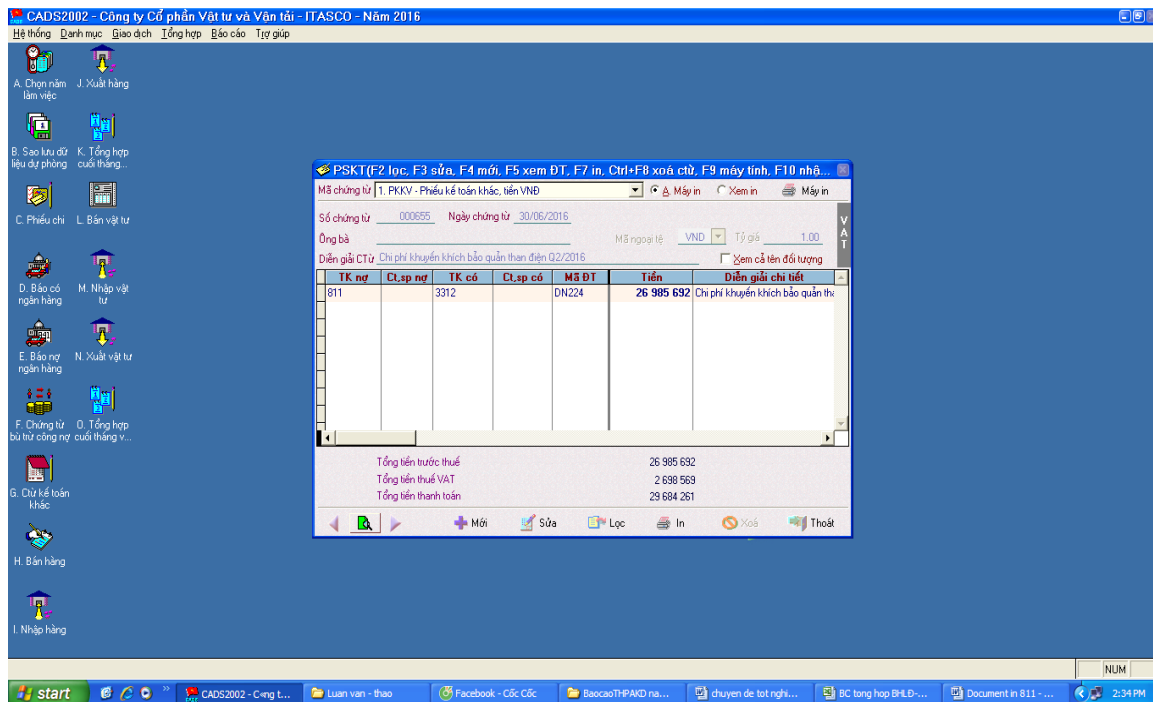 CADS2002 - Công ty Cổ phần Vật tư và Vận tải - ITASCO - Năm 2016
Hệ thống Danh mục Giao dịch Tổng hợp Báo cáo Trợ giúp
A. Chọn năm làm việc
J. Xuất hàng
B. Sao lưu dữ liệu dự phòng
K. Tổng hợp cuối tháng...
C. Phiếu chi
L. Bán vật tư
D. Báo có ngân hàng
M. Nhập vật tư
E. Báo nợ ngân hàng
N. Xuất vật tư
F. Chứng từ bù trừ công nợ
O. Tổng hợp cuối tháng v...
G. Ctừ kế toán khác
H. Bán hàng
I. Nhập hàng
PSKT(F2 lọc, F3 sửa, F4 mới, F5 xem ĐT, F7 in, Ctrl+F8 xoá ctừ, F9 máy tính, F10 nhậ...
Mã chứng từ 1. PKKV - Phiếu kế toán khác, tiền VNĐ A. Máy in Xem in Máy in
Số chứng từ 000655 Ngày chứng từ 30/06/2016
VAT
Ông bà Mã ngoại tệ VND Tỷ giá 1.00
Diễn giải CTừ Chi phí khuyến khích bảo quản than điện Q2/2016 Xem cả tên đối tượng
TK nợ Ct,sp nợ TK có Ct,sp có Mã ĐT Tiền Diễn giải chi tiết
811 3312 DN224 26 985 692 Chi phí khuyến khích bảo quản tha
Tổng tiền trước thuế 26 985 692
Tổng tiền thuế VAT 2 698 569
Tổng tiền thanh toán 29 684 261
Mới Sửa Lọc In Xoá Thoát
NUM
start CADS2002 - C«ng t... Luan van - thao Facebook - Cốc Cốc BaocaoTHPAKD na... chuyen de tot nghi... BC tong hop BHLĐ-... Document in 811 - ... 2:34 PM